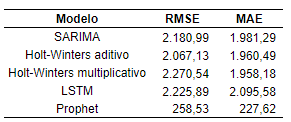 Modelo RMSE MAE
SARIMA 2.180,99 1.981,29
Holt-Winters aditivo 2.067,13 1.960,49
Holt-Winters multiplicativo 2.270,54 1.958,18
LSTM 2.225,89 2.095,58
Prophet 258,53 227,62